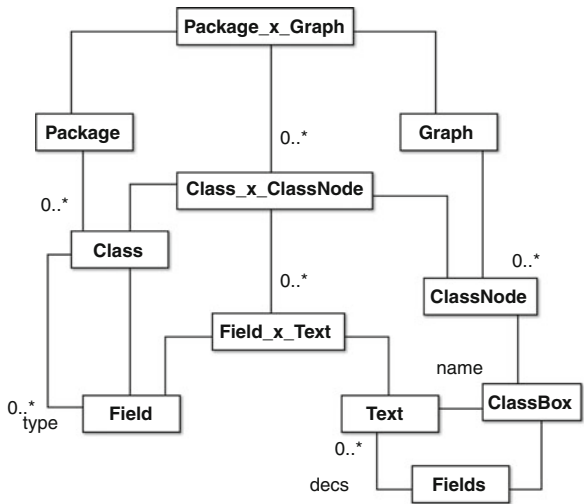 Package_x_Graph
Package
Graph
0..*
Class_x_ClassNode
0..*
Class
0..*
0..*
ClassNode
Field_x_Text
name
0..*
type
Field
Text
ClassBox
0..*
decs
Fields